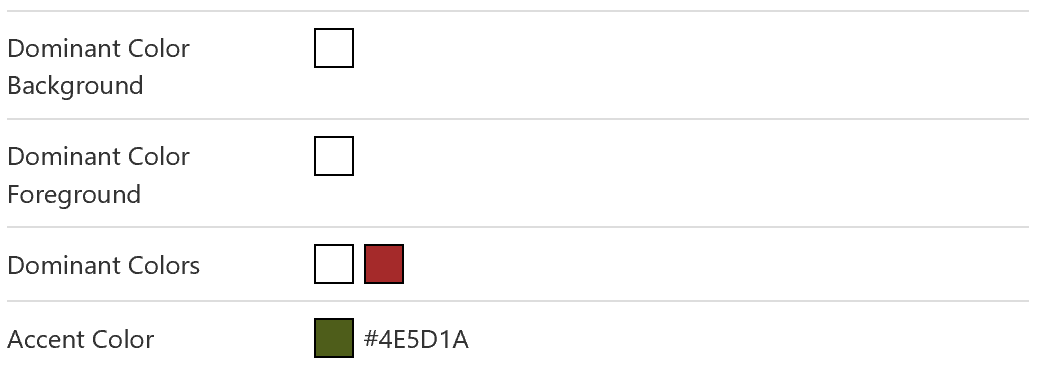 Dominant Color
Background
Dominant Color
Foreground
Dominant Colors
Accent Color #4E5D1A